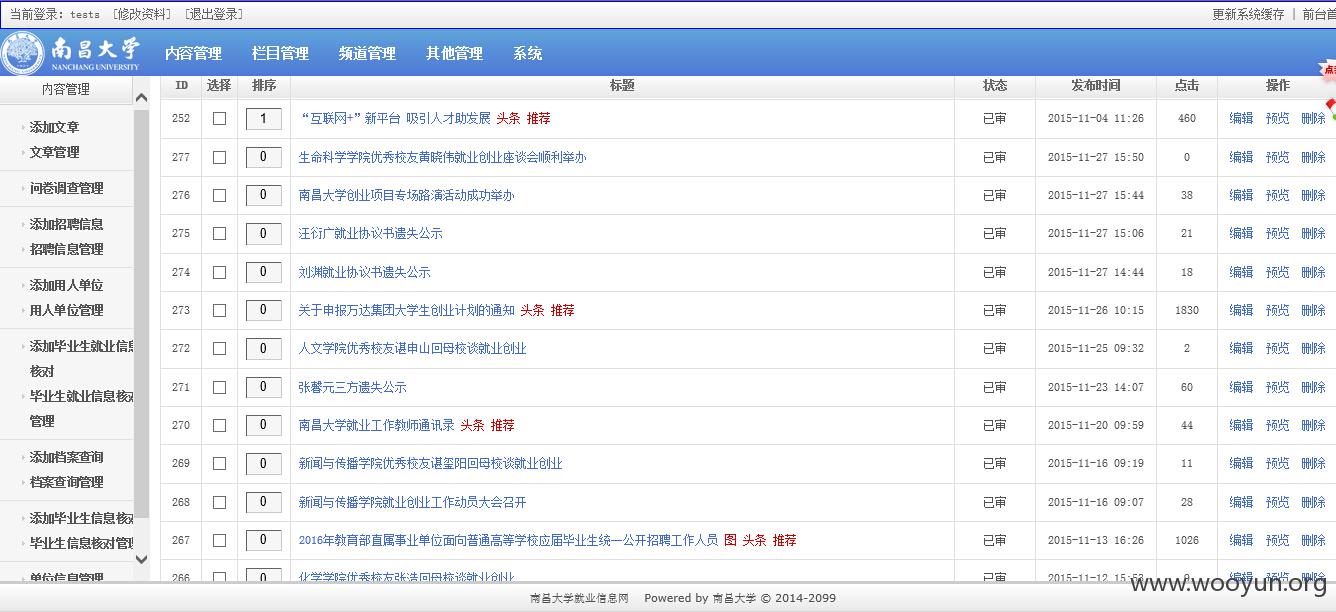 当前登录：tests [修改资料] [退出登录]
更新系统缓存 | 前台首
南昌大学
NANCHANG UNIVERSITY
内容管理 栏目管理 频道管理 其他管理 系统
内容管理
添加文章
文章管理
问卷调查管理
添加招聘信息
招聘信息管理
添加用人单位
用人单位管理
添加毕业生就业信息
核对
毕业生就业信息核对
管理
添加档案查询
档案查询管理
添加毕业生信息核对
毕业生信息核对管理
单位信息管理
ID 选择 排序 标题 状态 发布时间 点击 操作
252 1 “互联网+”新平台 吸引人才助发展 头条 推荐 已审 2015-11-04 11:26 460 编辑 预览 删除
277 0 生命科学学院优秀校友黄晓伟就业创业座谈会顺利举办 已审 2015-11-27 15:50 0 编辑 预览 删除
276 0 南昌大学创业项目专场路演活动成功举办 已审 2015-11-27 15:44 38 编辑 预览 删除
275 0 汪衍广就业协议书遗失公示 已审 2015-11-27 15:06 21 编辑 预览 删除
274 0 刘渊就业协议书遗失公示 已审 2015-11-27 14:44 18 编辑 预览 删除
273 0 关于申报万达集团大学生创业计划的通知 头条 推荐 已审 2015-11-26 10:15 1830 编辑 预览 删除
272 0 人文学院优秀校友谌申山回母校谈就业创业 已审 2015-11-25 09:32 2 编辑 预览 删除
271 0 张馨元三方遗失公示 已审 2015-11-23 14:07 60 编辑 预览 删除
270 0 南昌大学就业工作教师通讯录 头条 推荐 已审 2015-11-20 09:59 44 编辑 预览 删除
269 0 新闻与传播学院优秀校友谌玺阳回母校谈就业创业 已审 2015-11-16 09:19 11 编辑 预览 删除
268 0 新闻与传播学院就业创业工作动员大会召开 已审 2015-11-16 09:07 28 编辑 预览 删除
267 0 2016年教育部直属事业单位面向普通高等学校应届毕业生统一公开招聘工作人员 图 头条 推荐 已审 2015-11-13 16:26 1026 编辑 预览 删除
266 0 化学学院优秀校友张浩回母校谈就业创业 已审 2015-11-12 15:53 9 编辑 预览 删除
www.wooyun.org
南昌大学就业信息网 Powered by 南昌大学 © 2014-2099